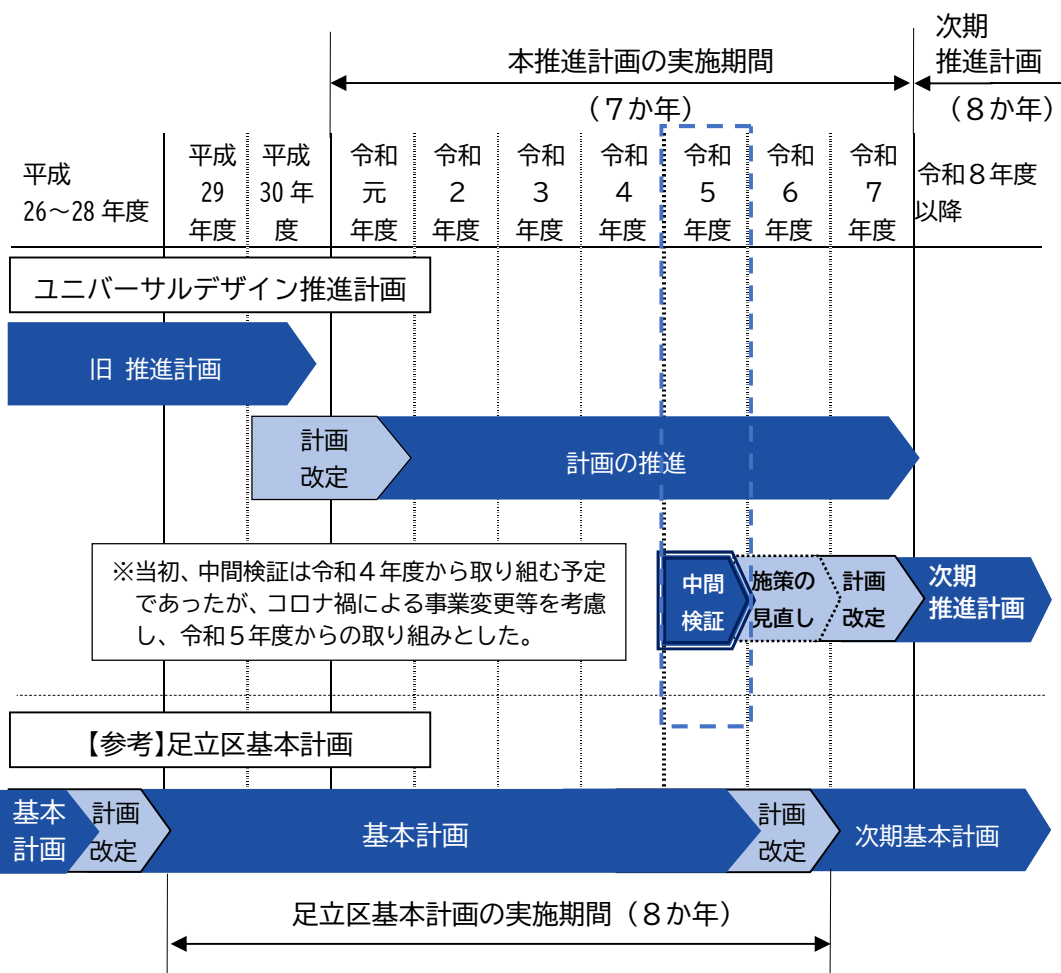 次期
推進計画
本推進計画の実施期間
(7か年)
(8か年)
平成
26～28 年度
平成
29
年度
平成
30 年
度
令和
元
年度
令和
2
年度
令和
3
年度
令和
4
年度
令和
5
年度
令和
6
年度
令和
7
年度
令和8年度
以降
ユニバーサルデザイン推進計画
旧 推進計画
計画
改定
計画の推進
※当初、中間検証は令和4年度から取り組む予定
であったが、コロナ禍による事業変更等を考慮
し、令和5年度からの取り組みとした。
中間
検証
施策の
見直し
計画
改定
次期
推進計画
【参考】足立区基本計画
基本
計画
計画
改定
基本計画
計画
改定
次期基本計画
足立区基本計画の実施期間（8か年）